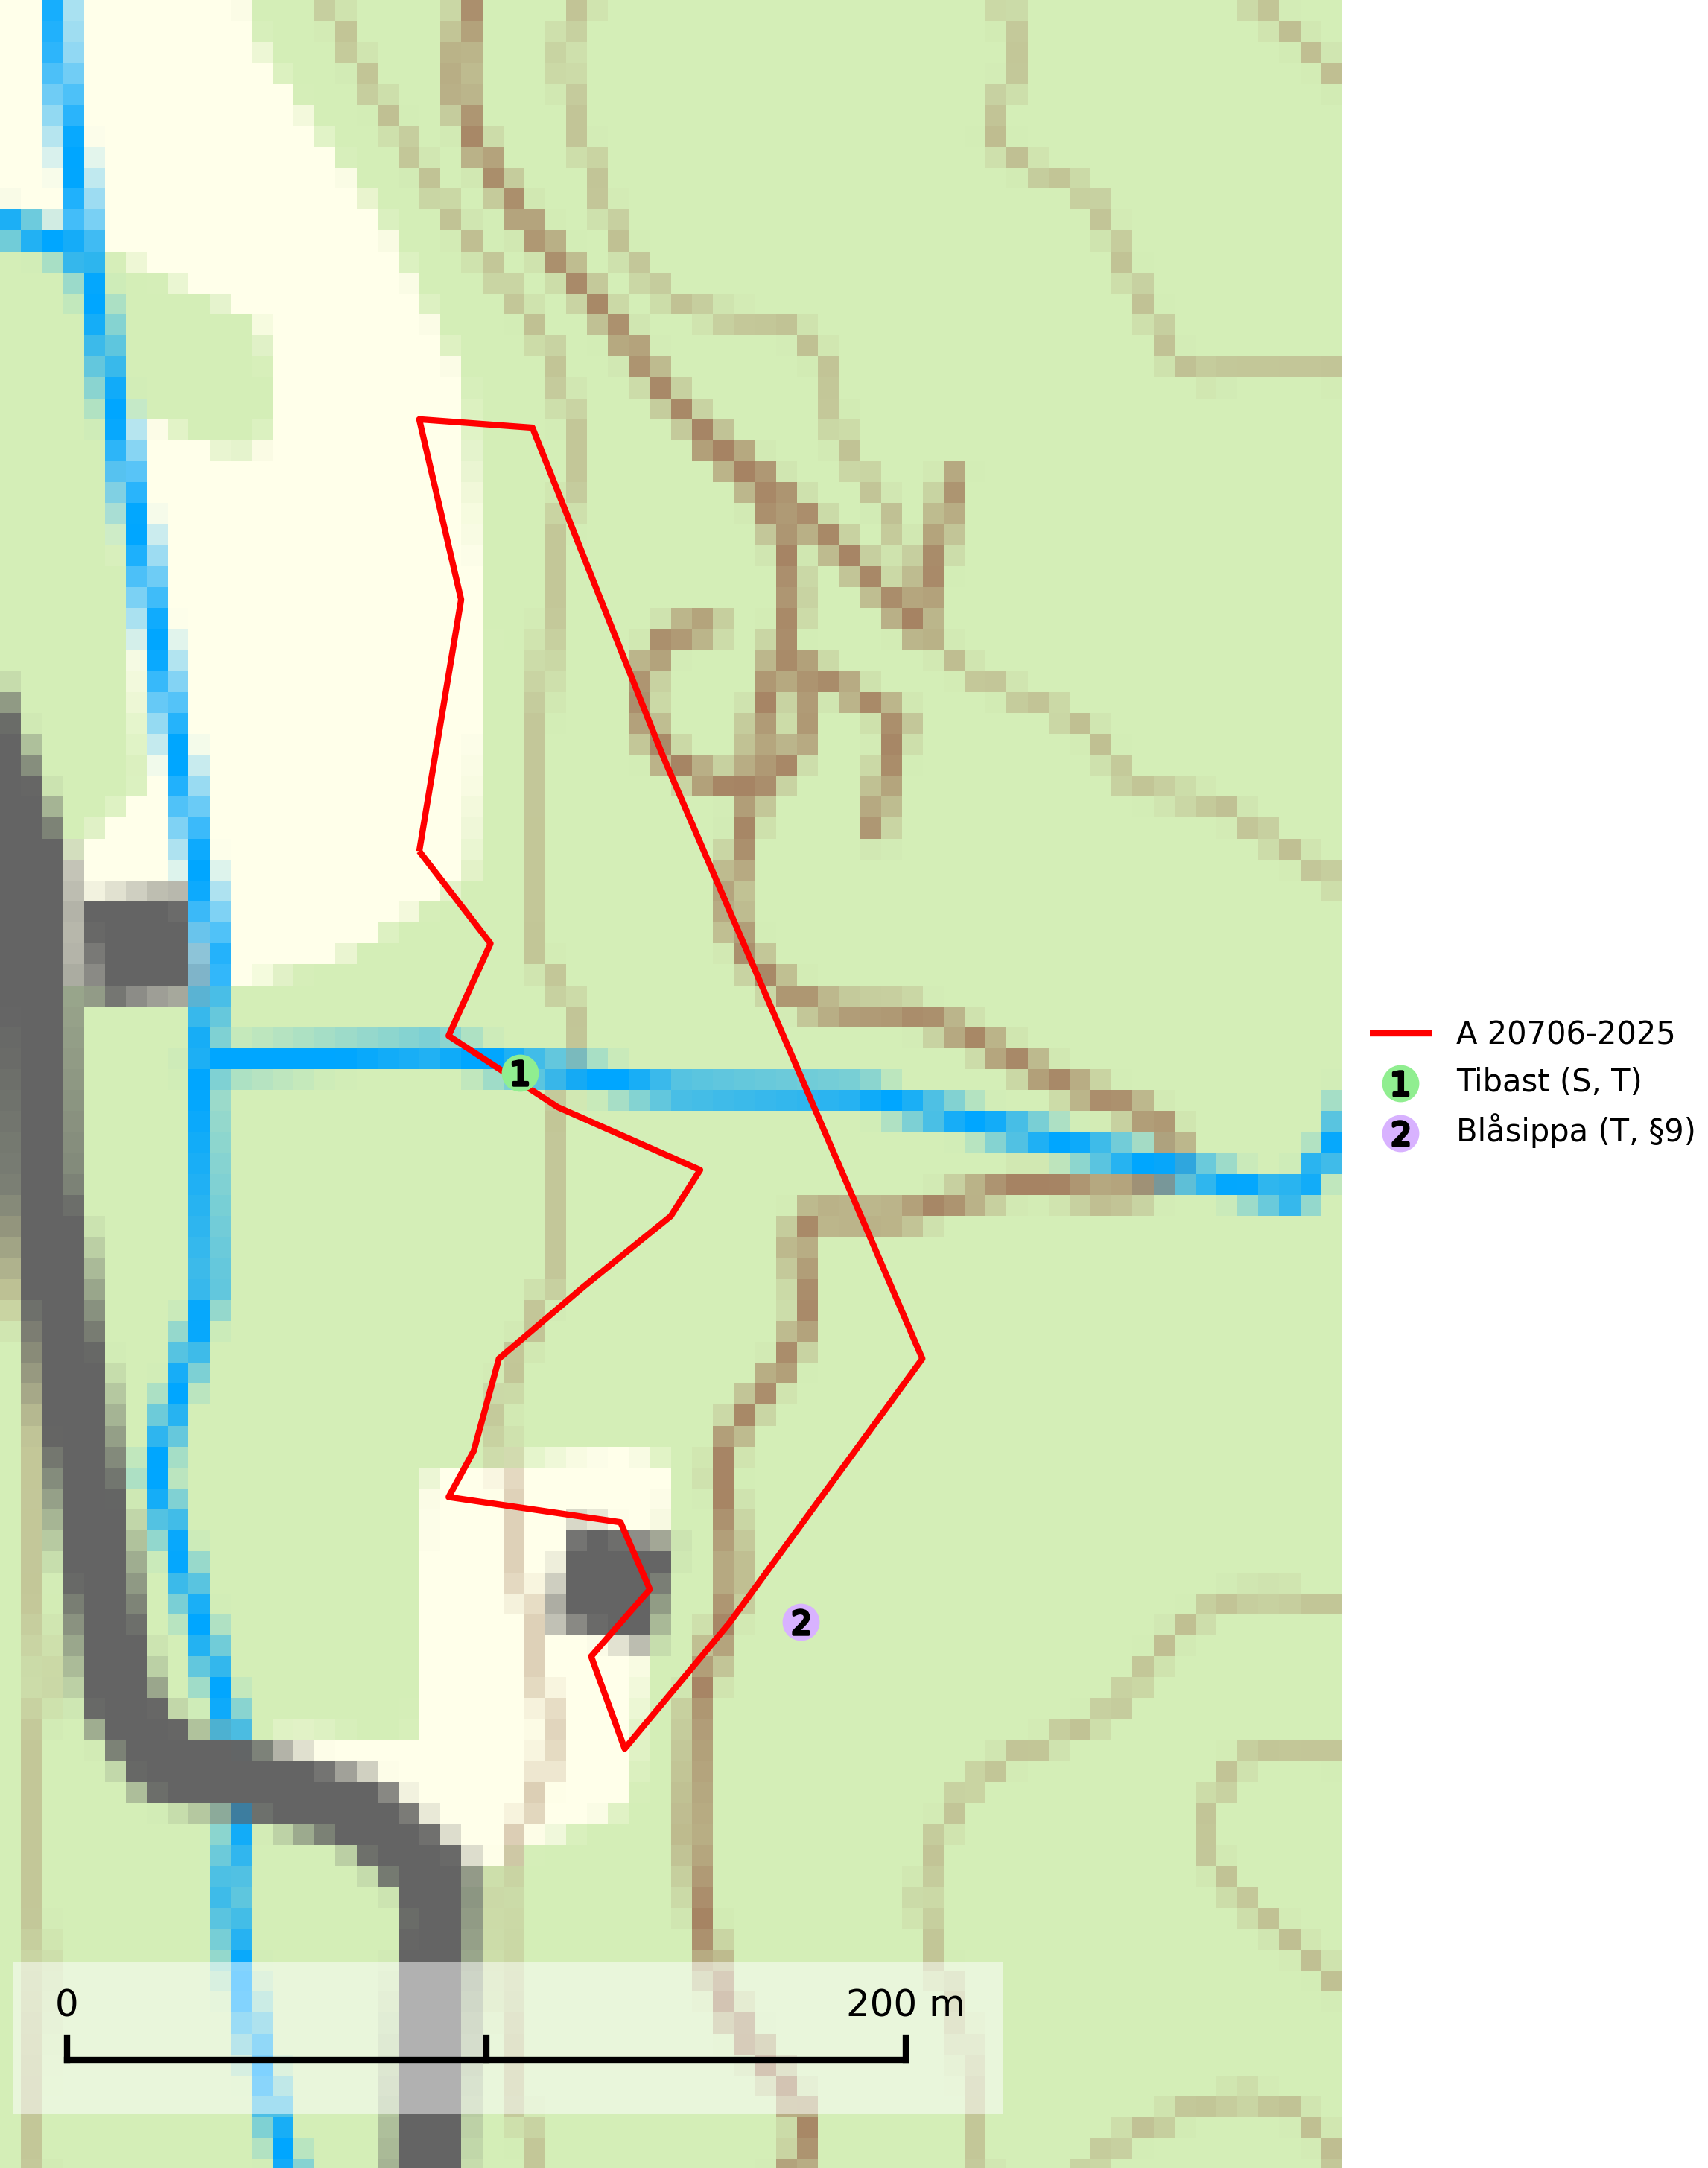 1
2
A 20706-2025
1 Tibast (S, T)
2 Blåsippa (T, §9)
0 200 m